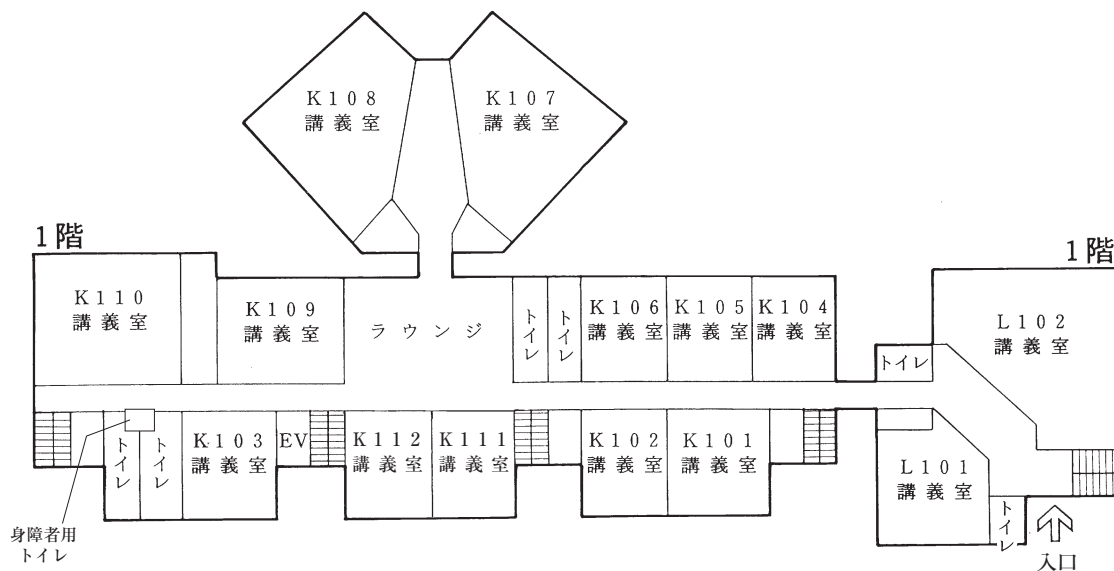 K108
講義室
K107
講義室
1階
1階
K110
講義室
K109
講義室
ラウンジ
トイレ
トイレ
K106
講義室
K105
講義室
K104
講義室
トイレ
L102
講義室
トイレ
トイレ
K103
講義室
EV
K112
講義室
K111
講義室
K102
講義室
K101
講義室
L101
講義室
トイレ
身障者用
トイレ
入口